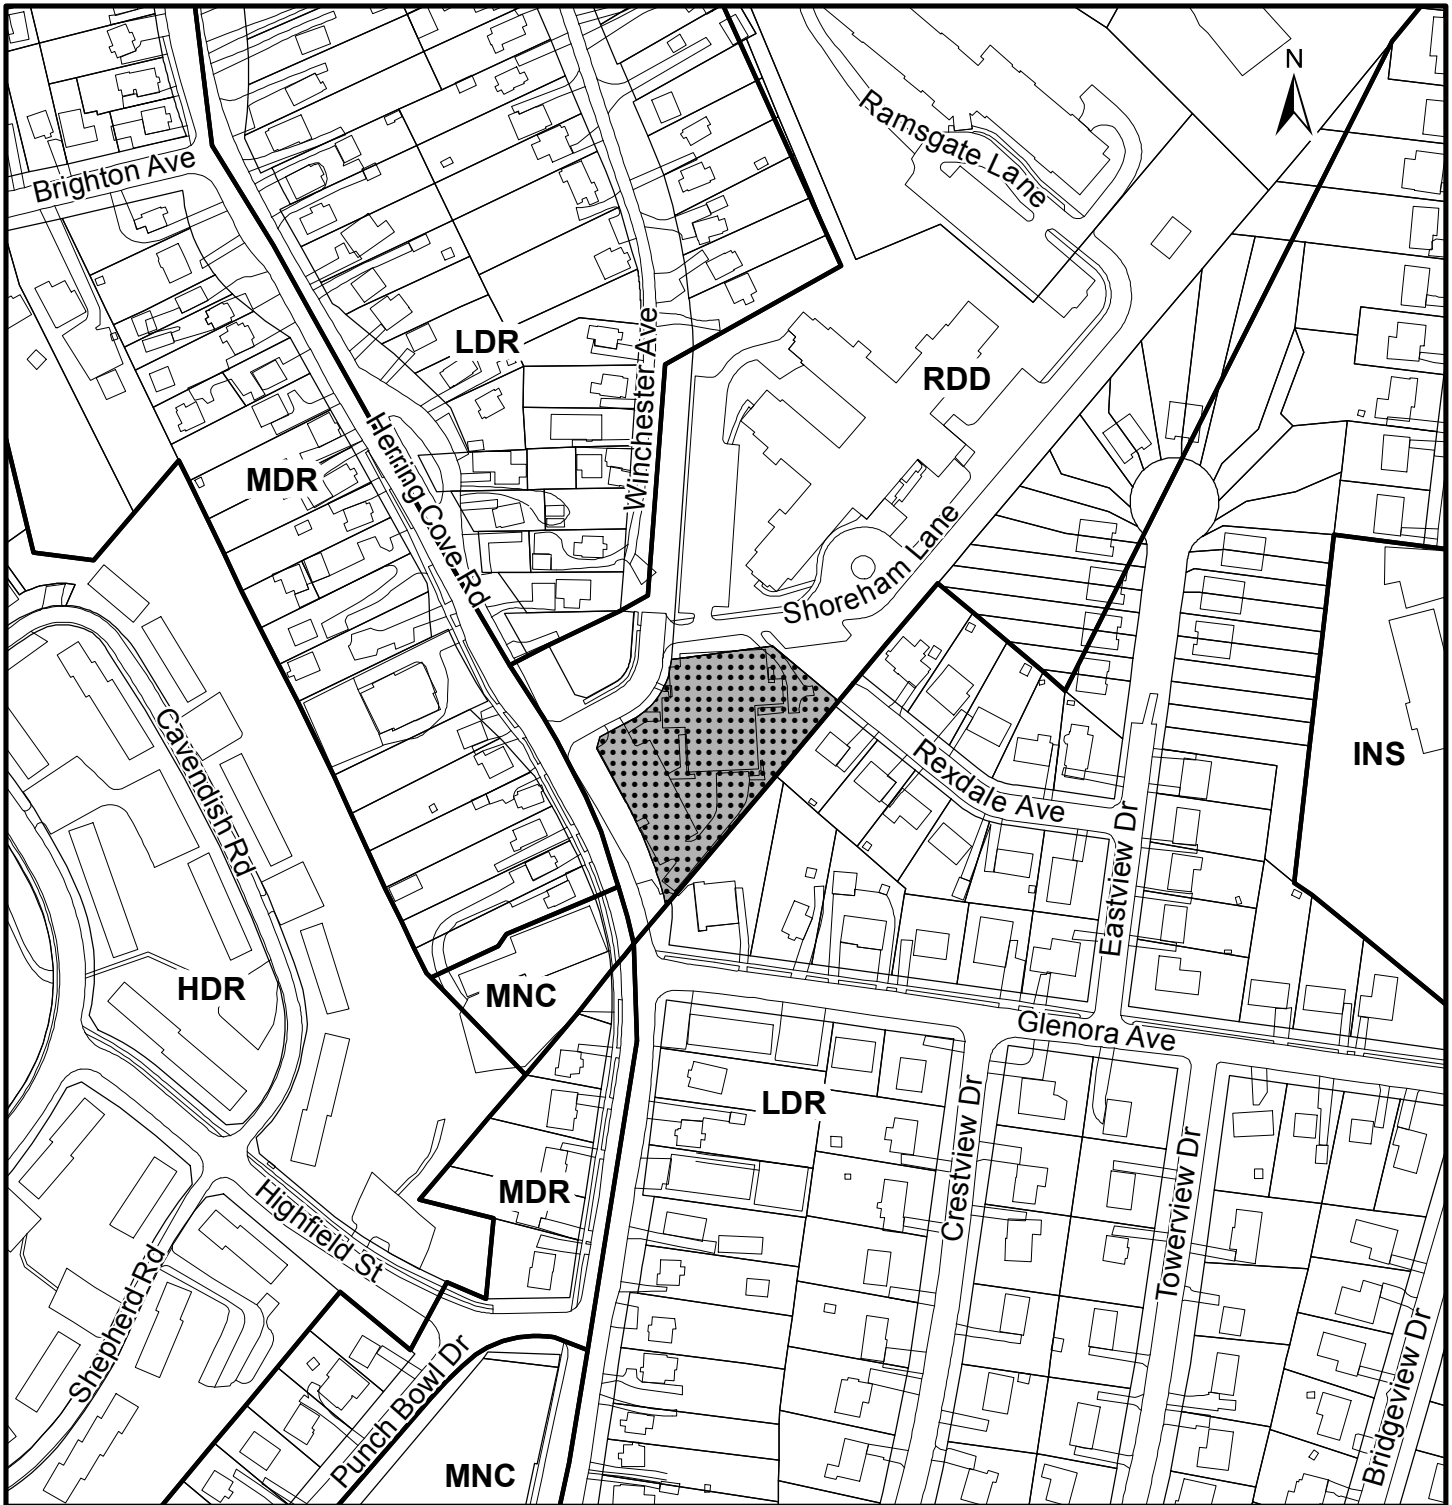 N
Ramsgate Lane
Brighton Ave
LDR
Winchester Ave
RDD
Herring Cove Rd
MDR
Shoreham Lane
Cavendish Rd
Rexdale Ave
INS
Eastview Dr
HDR
MNC
Glenora Ave
LDR
Crestview Dr
Towerview Dr
MDR
Highfield St
Shepherd Rd
Punch Bowl Dr
Bridgeview Dr
MNC